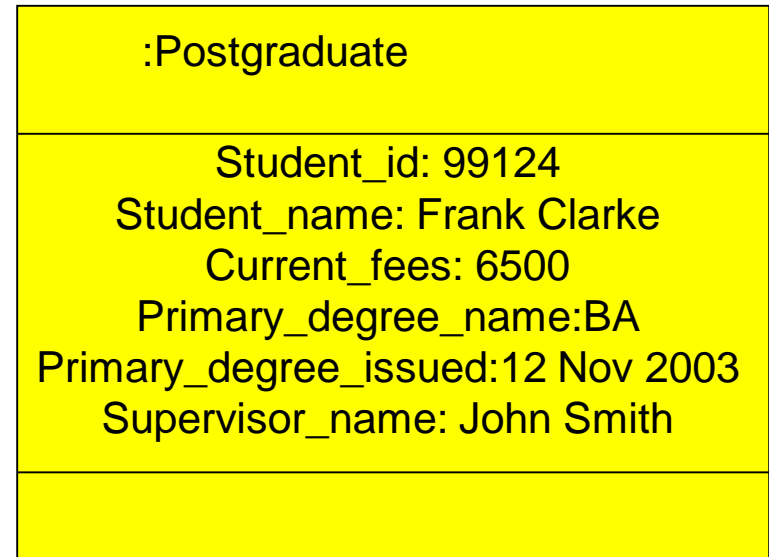 :Postgraduate
Student_id: 99124
Student_name: Frank Clarke
Current_fees: 6500
Primary_degree_name:BA
Primary_degree_issued:12 Nov 2003
Supervisor_name: John Smith